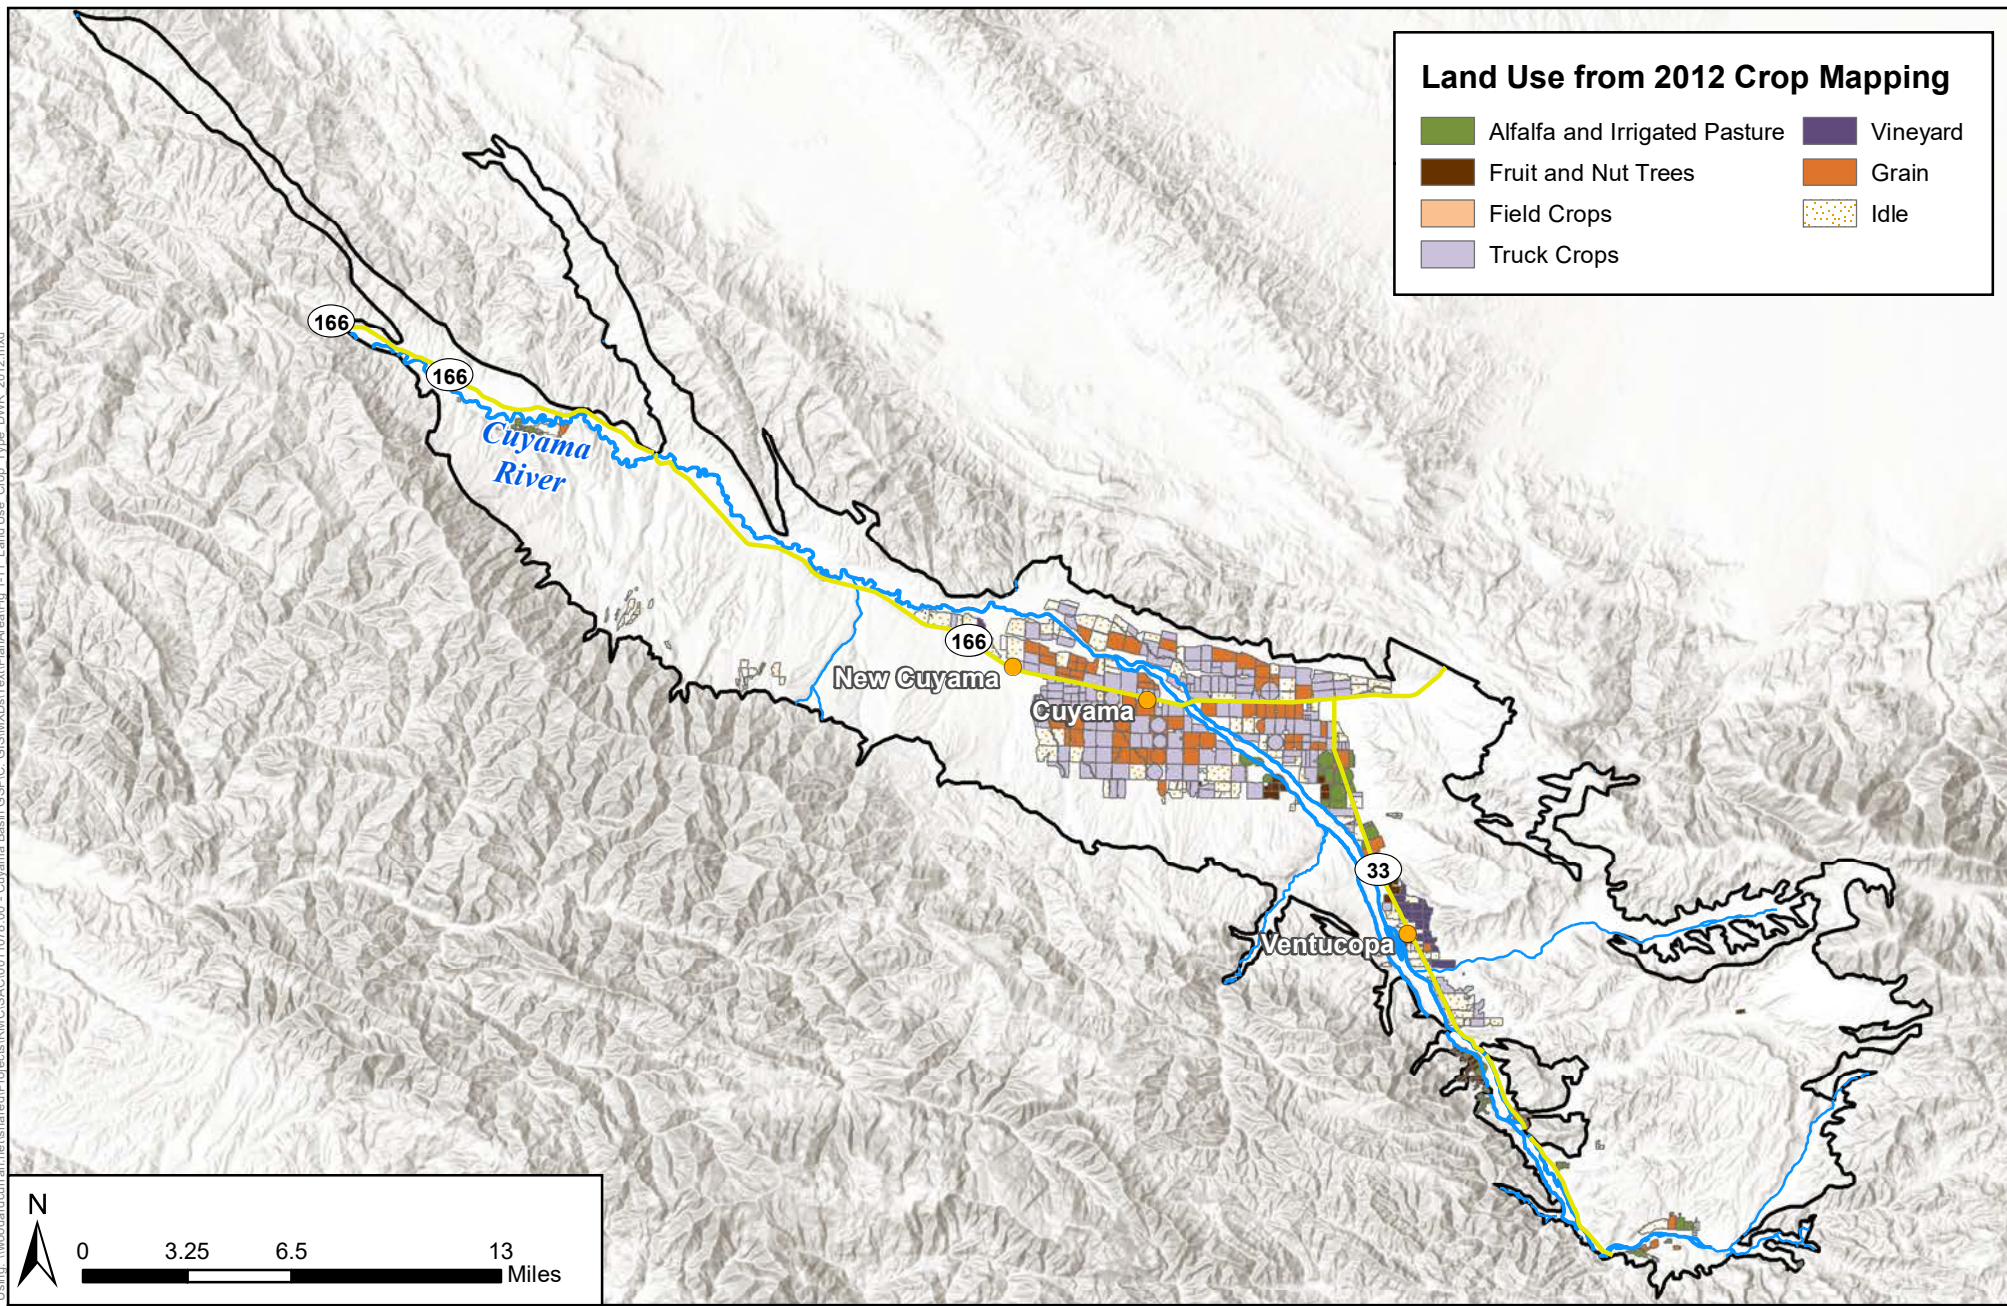 Land Use from 2012 Crop Mapping
Alfalfa and Irrigated Pasture
Vineyard
Fruit and Nut Trees
Grain
Field Crops
Idle
Truck Crops
166
166
Cuyama
River
166
New Cuyama
Cuyama
33
Ventucopa
N
0 3.25 6.5 13
Miles